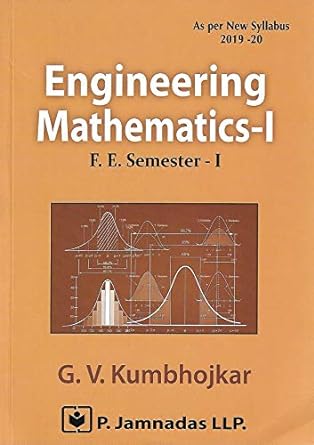 As per New Syllabus
2019 -20
Engineering
Mathematics-I
F. E. Semester - I
G. V. Kumbhojkar
P. Jamnadas LLP.